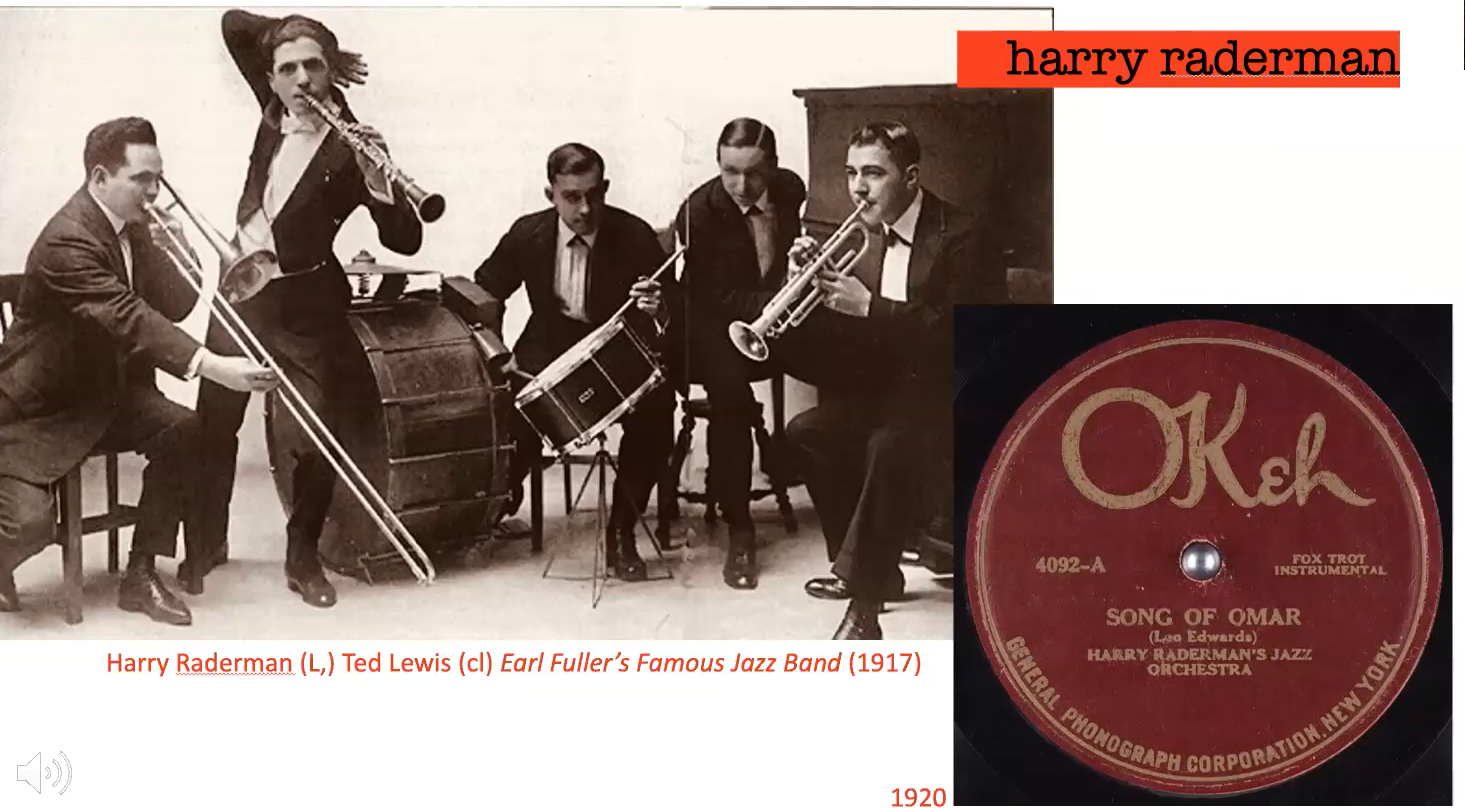 harry raderman
Harry Raderman (L,) Ted Lewis (cl) Earl Fuller's Famous Jazz Band (1917)
OKeh
4092-A
FOX TROT
INSTRUMENTAL
SONG OF OMAR
(Leo Edwards)
HARRY RADERMAN'S JAZZ
ORCHESTRA
GENERAL PHONOGRAPH CORPORATION, NEW YORK
1920